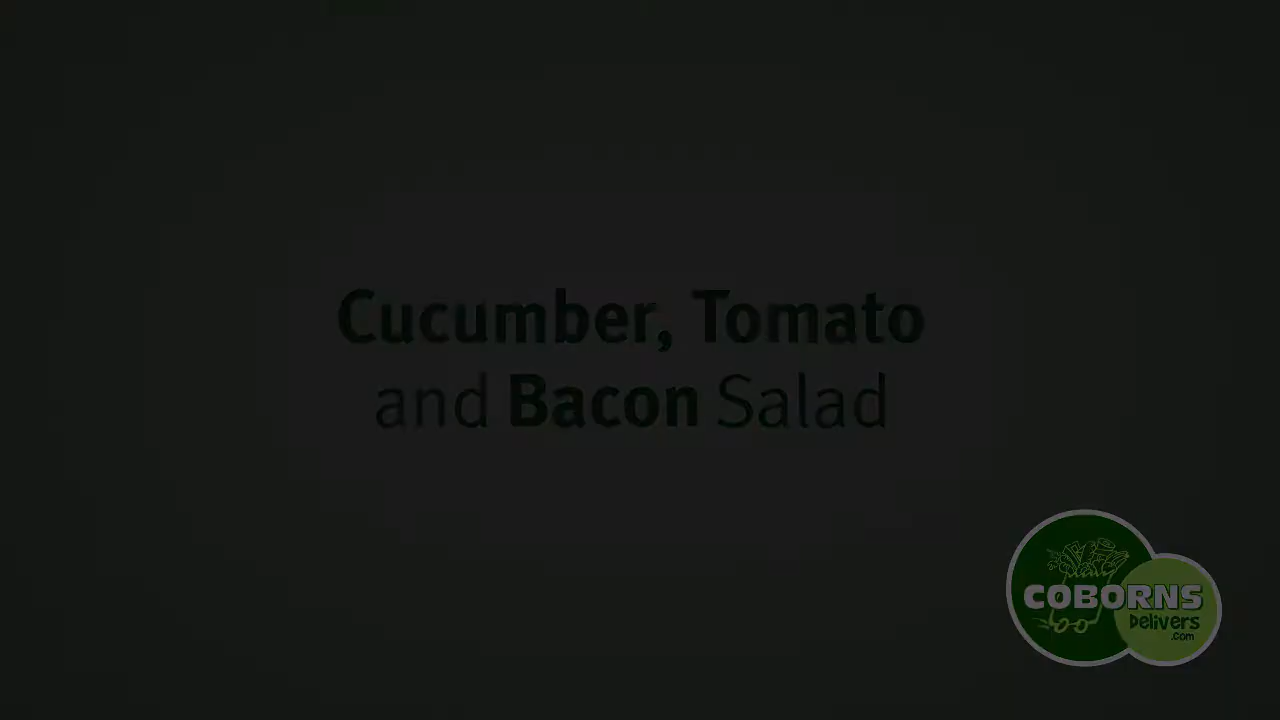 Cucumber, Tomato
and Bacon Salad
COBORNS
Delivers
.com